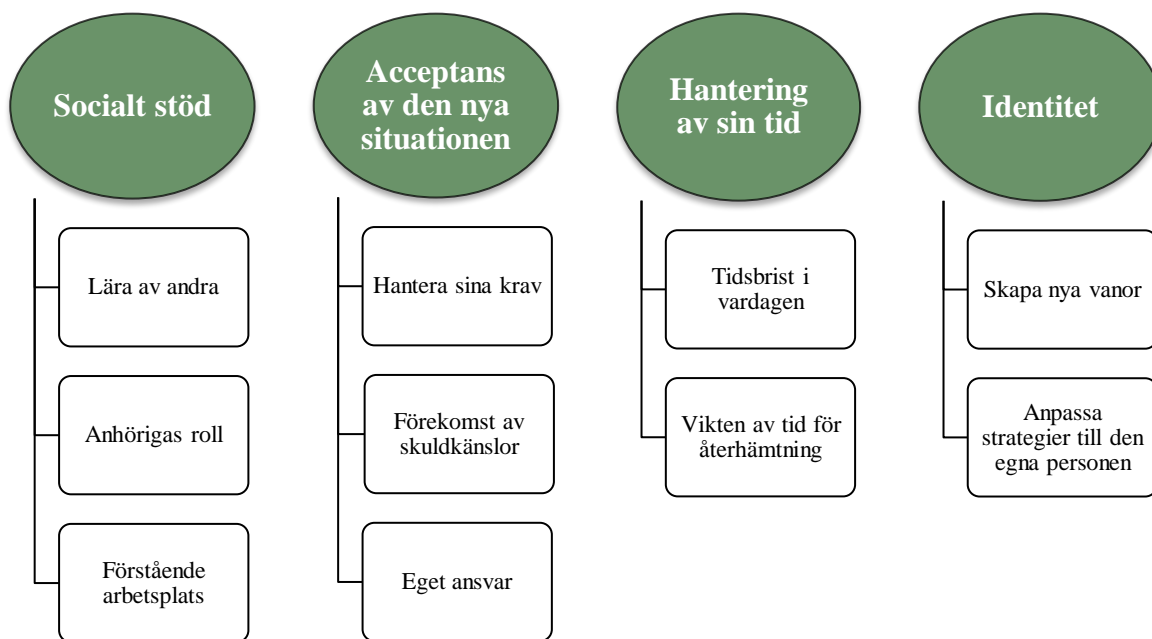 Socialt stöd
Lära av andra
Anhörigas roll
Förstående
arbetsplats
Acceptans
av den nya
situationen
Hantera sina krav
Förekomst av
skuldkänslor
Eget ansvar
Hantering
av sin tid
Tidsbrist i
vardagen
Vikten av tid för
återhämtning
Identitet
Skapa nya vanor
Anpassa
strategier till den
egna personen